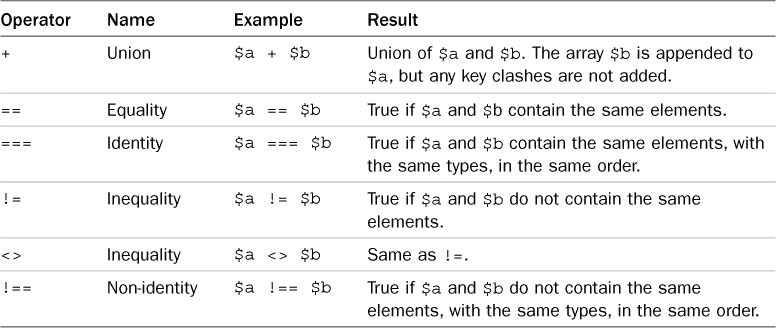 Operator Name Example Result
+ Union $a + $b Union of $a and $b. The array $b is appended to
$a, but any key clashes are not added.
== Equality $a == $b True if $a and $b contain the same elements.
=== Identity $a === $b True if $a and $b contain the same elements, with
the same types, in the same order.
!= Inequality $a != $b True if $a and $b do not contain the same
elements.
<> Inequality $a <> $b Same as !=.
!== Non-identity $a !== $b True if $a and $b do not contain the same
elements, with the same types, in the same order.